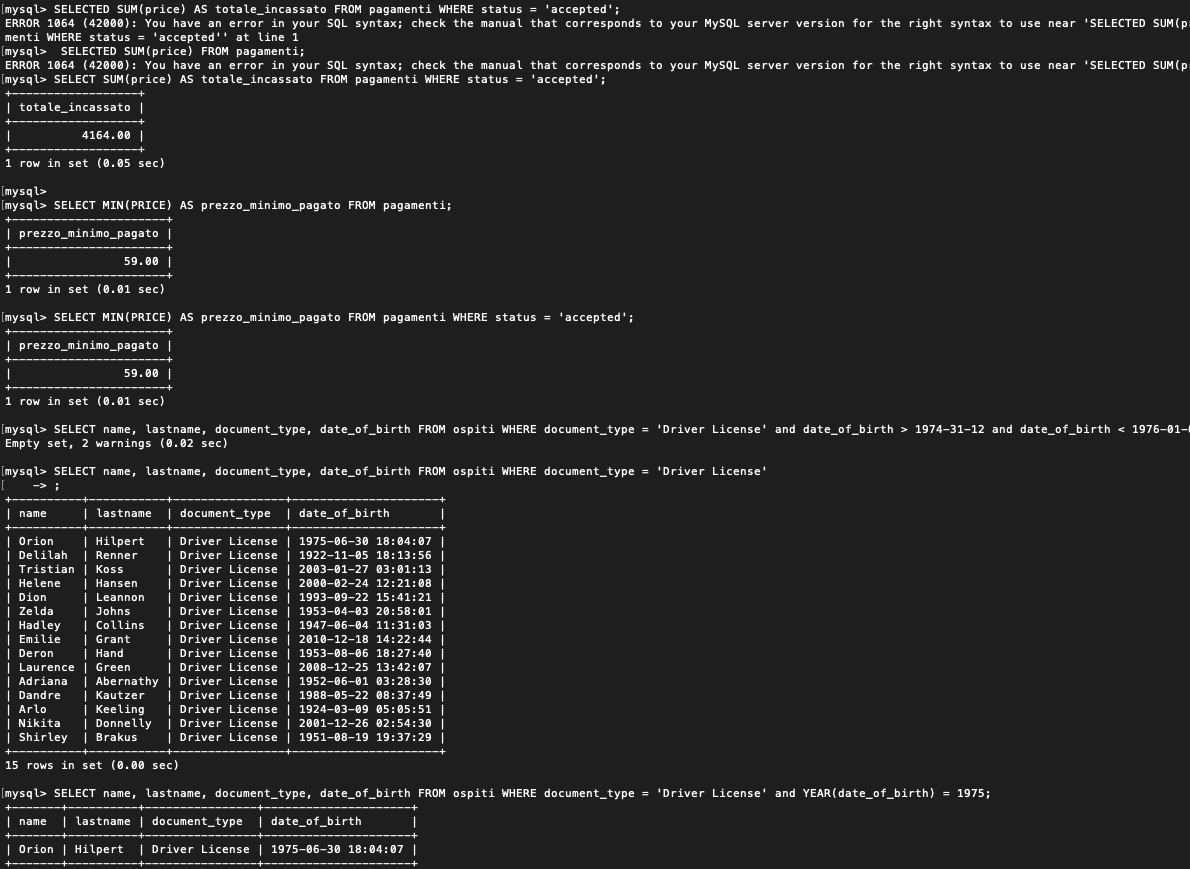 [mysql> SELECTED SUM(price) AS totale_incassato FROM pagamenti WHERE status = 'accepted';
ERROR 1064 (42000): You have an error in your SQL syntax; check the manual that corresponds to your MySQL server version for the right syntax to use near 'SELECTED SUM(p
menti WHERE status = 'accepted'' at line 1
[mysql>  SELECTED SUM(price) FROM pagamenti;
ERROR 1064 (42000): You have an error in your SQL syntax; check the manual that corresponds to your MySQL server version for the right syntax to use near 'SELECTED SUM(p
[mysql> SELECT SUM(price) AS totale_incassato FROM pagamenti WHERE status = 'accepted';
+------------------+
| totale_incassato |
+------------------+
|          4164.00 |
+------------------+
1 row in set (0.05 sec)
[mysql>
[mysql> SELECT MIN(PRICE) AS prezzo_minimo_pagato FROM pagamenti;
+----------------------+
| prezzo_minimo_pagato |
+----------------------+
|                59.00 |
+----------------------+
1 row in set (0.01 sec)
[mysql> SELECT MIN(PRICE) AS prezzo_minimo_pagato FROM pagamenti WHERE status = 'accepted';
+----------------------+
| prezzo_minimo_pagato |
+----------------------+
|                59.00 |
+----------------------+
1 row in set (0.01 sec)
[mysql> SELECT name, lastname, document_type, date_of_birth FROM ospiti WHERE document_type = 'Driver License' and date_of_birth > 1974-31-12 and date_of_birth < 1976-01-
Empty set, 2 warnings (0.02 sec)
[mysql> SELECT name, lastname, document_type, date_of_birth FROM ospiti WHERE document_type = 'Driver License'
[    -> ;
+----------+-----------+----------------+---------------------+
| name     | lastname  | document_type  | date_of_birth       |
+----------+-----------+----------------+---------------------+
| Orion    | Hilpert   | Driver License | 1975-06-30 18:04:07 |
| Delilah  | Renner    | Driver License | 1922-11-05 18:13:56 |
| Tristian | Koss      | Driver License | 2003-01-27 03:01:13 |
| Helene   | Hansen    | Driver License | 2000-02-24 12:21:08 |
| Dion     | Leannon   | Driver License | 1993-09-22 15:41:21 |
| Zelda    | Johns     | Driver License | 1953-04-03 20:58:01 |
| Hadley   | Collins   | Driver License | 1947-06-04 11:31:03 |
| Emilie   | Grant     | Driver License | 2010-12-18 14:22:44 |
| Deron    | Hand      | Driver License | 1953-08-06 18:27:40 |
| Laurence | Green     | Driver License | 2008-12-25 13:42:07 |
| Adriana  | Abernathy | Driver License | 1952-06-01 03:28:30 |
| Dandre   | Kautzer   | Driver License | 1988-05-22 08:37:49 |
| Arlo     | Keeling   | Driver License | 1924-03-09 05:05:51 |
| Nikita   | Donnelly  | Driver License | 2001-12-26 02:54:30 |
| Shirley  | Brakus    | Driver License | 1951-08-19 19:37:29 |
+----------+-----------+----------------+---------------------+
15 rows in set (0.00 sec)
[mysql> SELECT name, lastname, document_type, date_of_birth FROM ospiti WHERE document_type = 'Driver License' and YEAR(date_of_birth) = 1975;
+-------+----------+----------------+---------------------+
| name  | lastname | document_type  | date_of_birth       |
+-------+----------+----------------+---------------------+
| Orion | Hilpert  | Driver License | 1975-06-30 18:04:07 |
+-------+----------+----------------+---------------------+